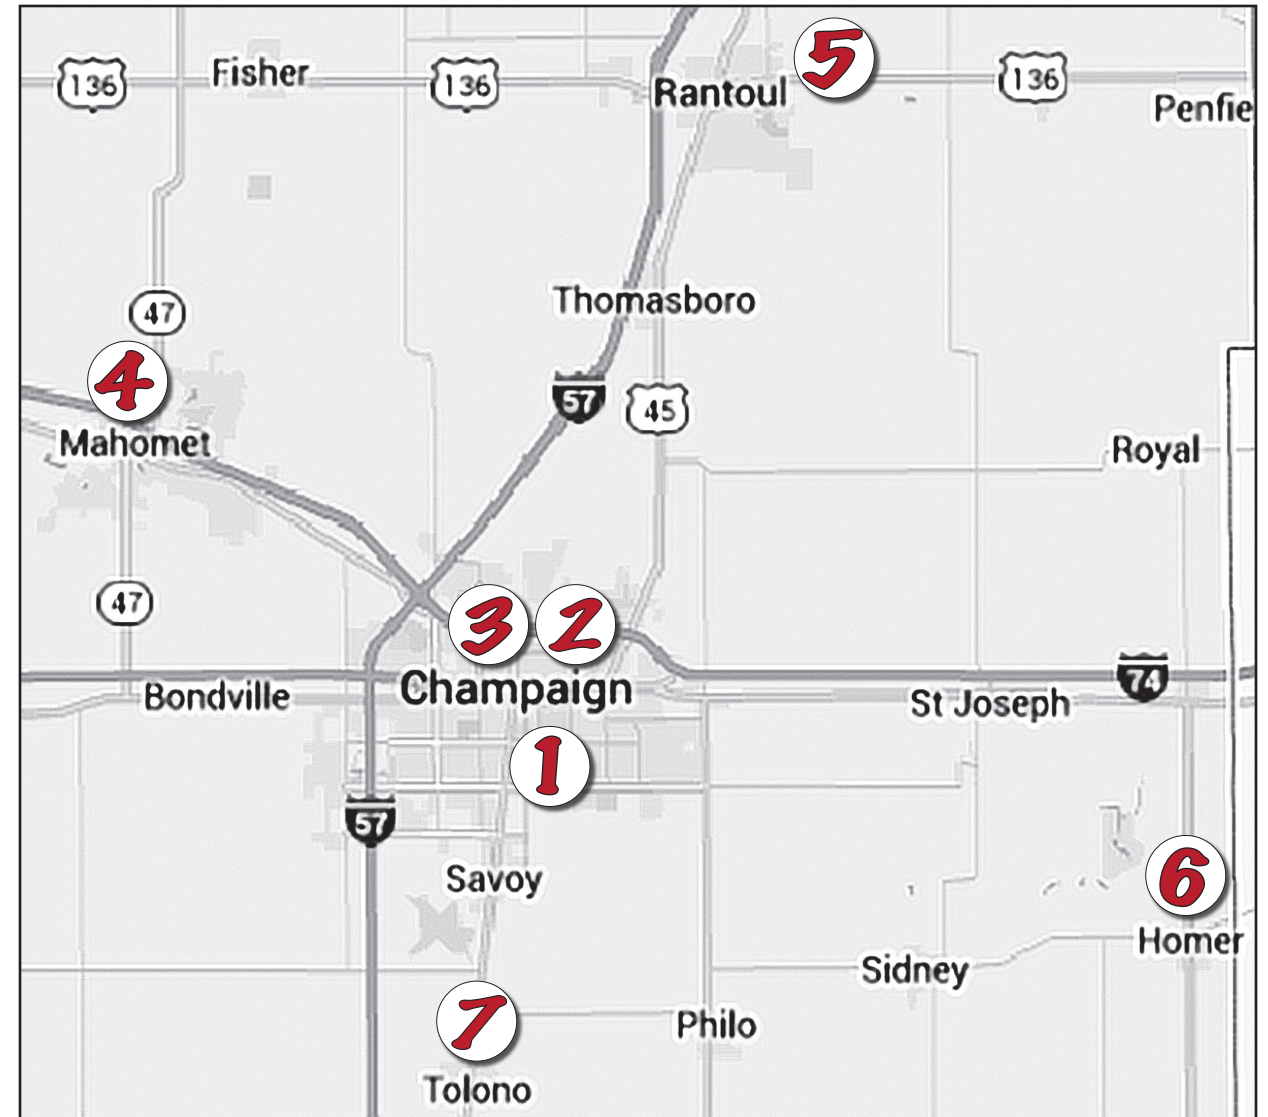 5
136
Fisher
136
Rantoul
136
Penfie
47
Thomasboro
4
57
45
Mahomet
Royal
47
3
2
Champaign
74
Bondville
St Joseph
1
57
Savoy
6
Homer
Sidney
7
Philo
Tolono